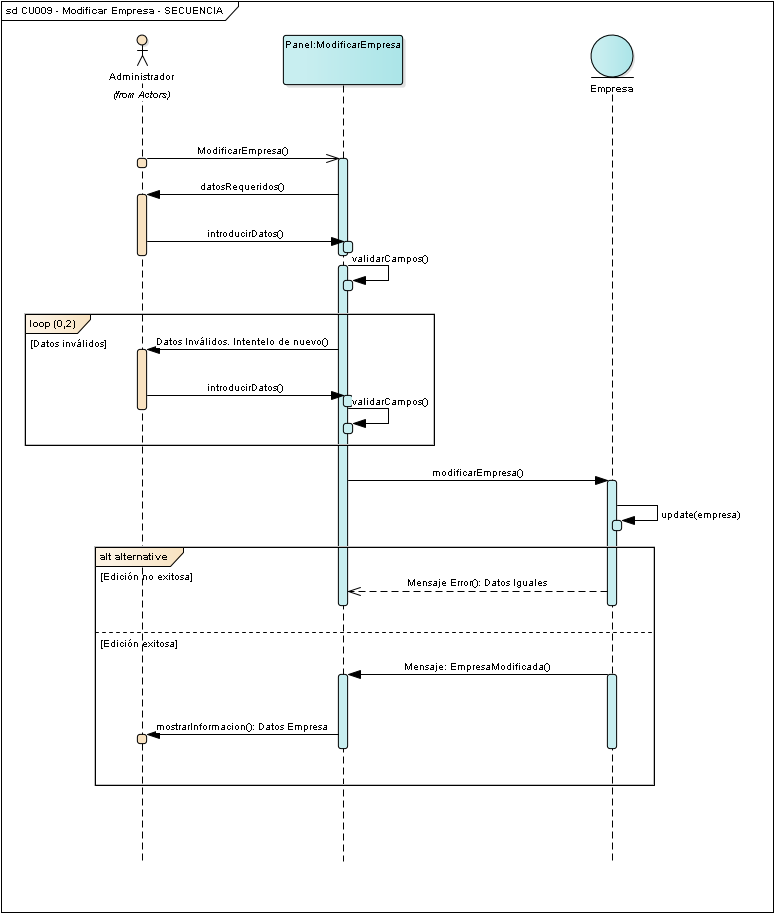 sd CU009 - Modificar Empresa - SECUENCIA
Panel:ModificarEmpresa
Administrador
(from Actors)
Empresa
ModificarEmpresa()
datosRequeridos()
introducirDatos()
validarCampos()
loop (0,2)
[Datos inválidos]
Datos Inválidos. Intentelo de nuevo()
introducirDatos()
validarCampos()
modificarEmpresa()
update(empresa)
alt alternative
[Edición no exitosa]
Mensaje Error(): Datos Iguales
[Edición exitosa]
Mensaje: EmpresaModificada()
mostrarInformacion(): Datos Empresa